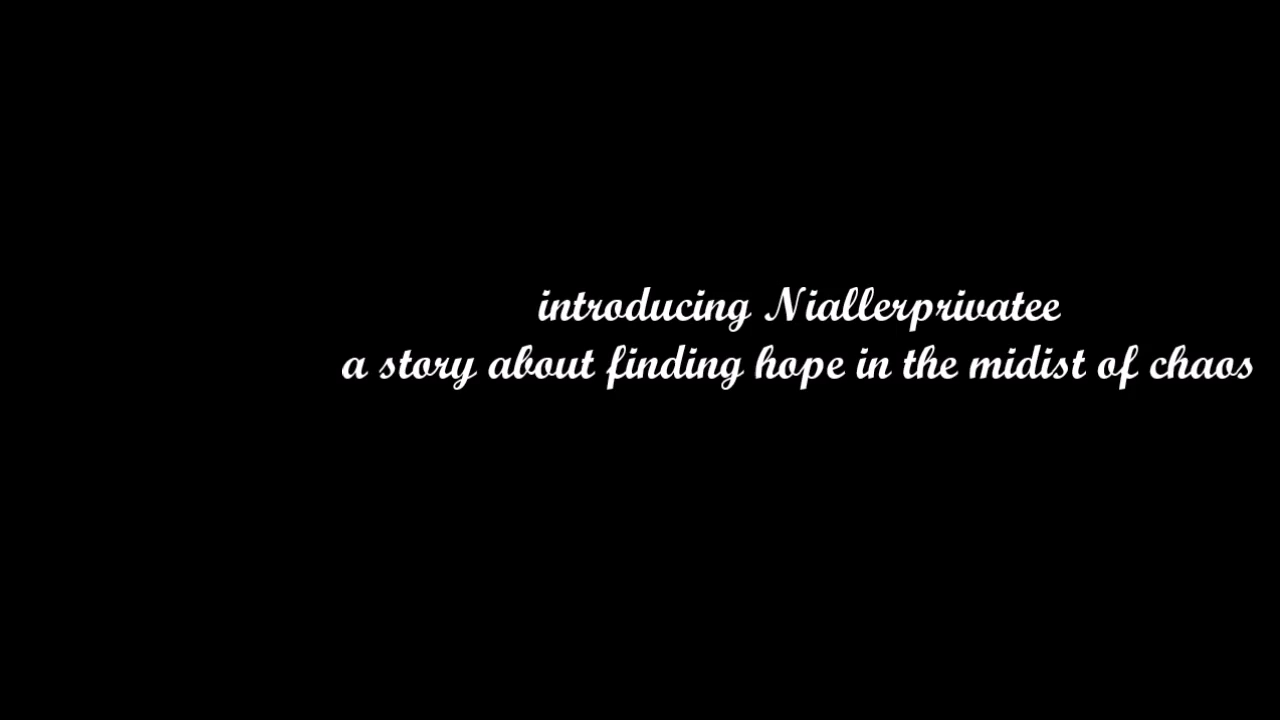 introducing Niallerprivatee
a story about finding hope in the midist of chaos